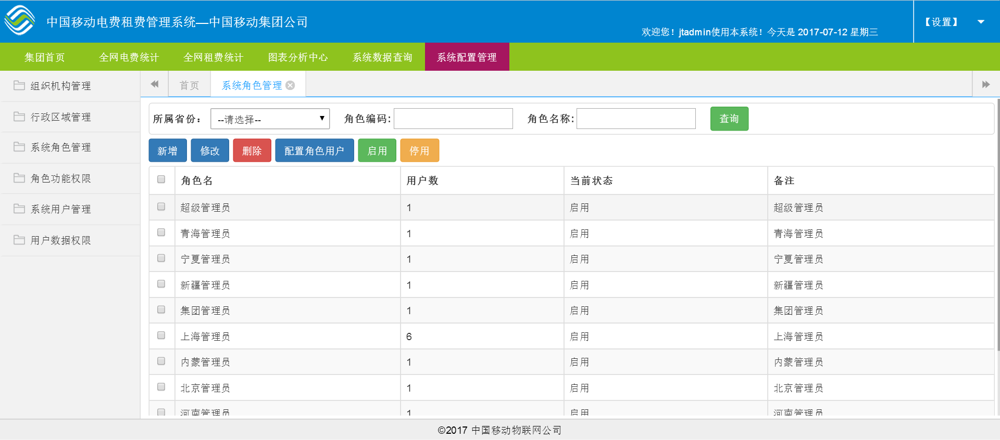 中国移动电费租费管理系统—中国移动集团公司
欢迎您！jtadmin使用本系统！今天是 2017-07-12 星期三
【设置】
集团首页 全网电费统计 全网租费统计 图表分析中心 系统数据查询 系统配置管理
组织机构管理
行政区域管理
系统角色管理
角色功能权限
系统用户管理
用户数据权限
首页 系统角色管理
所属省份： --请选择-- 角色编码: 角色名称: 查询
新增 修改 删除 配置角色用户 启用 停用
角色名 用户数 当前状态 备注
超级管理员 1 启用 超级管理员
青海管理员 1 启用 青海管理员
宁夏管理员 1 启用 宁夏管理员
新疆管理员 1 启用 新疆管理员
集团管理员 1 启用 集团管理员
上海管理员 6 启用 上海管理员
内蒙管理员 1 启用 内蒙管理员
北京管理员 1 启用 北京管理员
河南管理员 1 启用 河南管理员
©2017 中国移动物联网公司